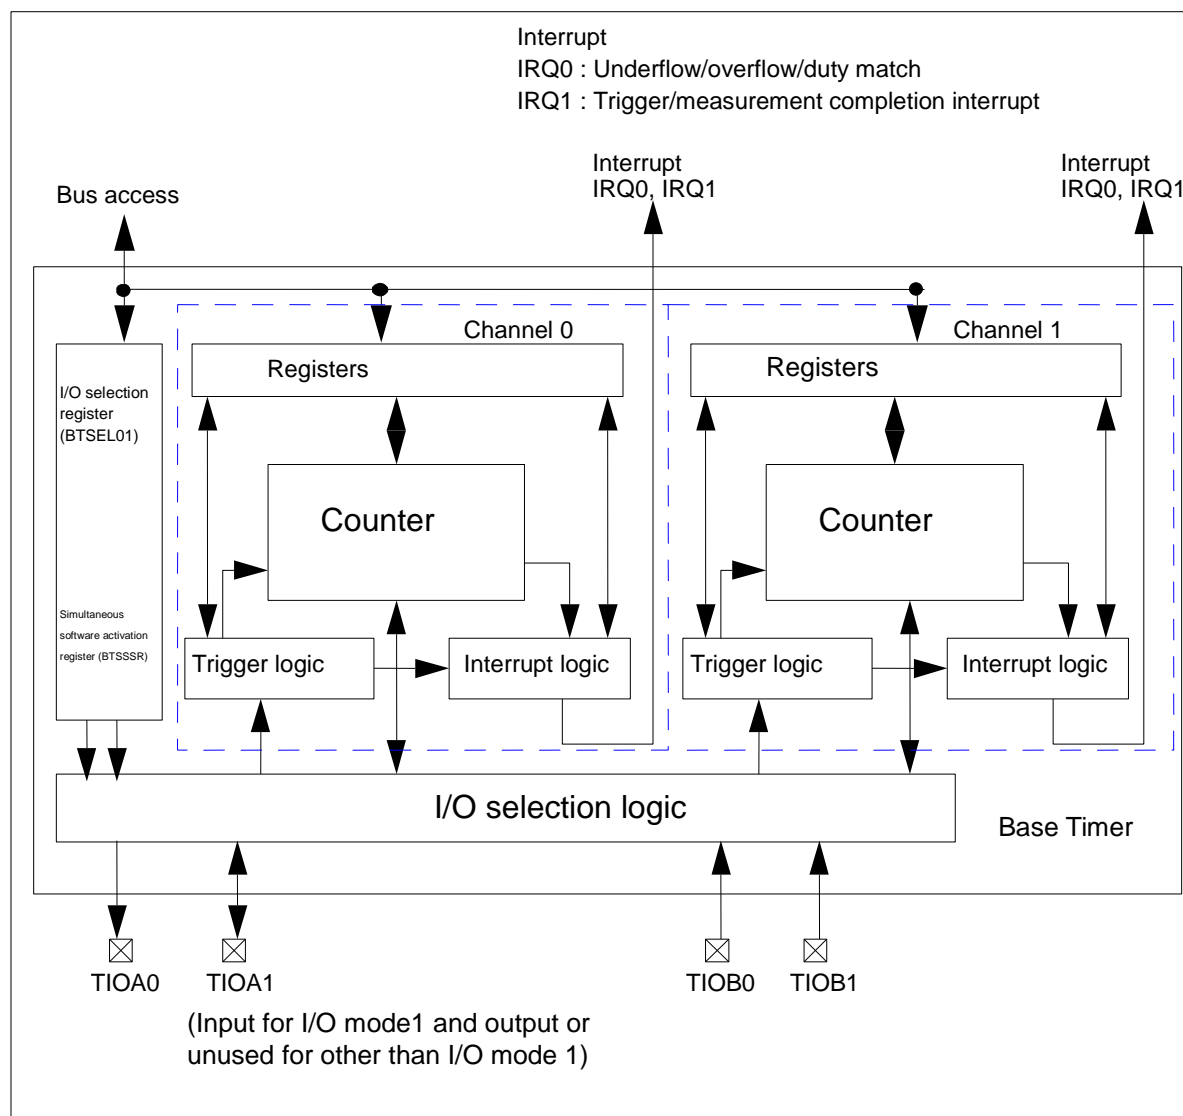 Interrupt
IRQ0 : Underflow/overflow/duty match
IRQ1 : Trigger/measurement completion interrupt
Bus access
Interrupt
IRQ0, IRQ1
Interrupt
IRQ0, IRQ1
I/O selection
register
(BTSEL01)
Simultaneous
software activation
register (BTSSSR)
Channel 0
Registers
Counter
Trigger logic
Interrupt logic
Channel 1
Registers
Counter
Trigger logic
Interrupt logic
I/O selection logic
Base Timer
TIOA0
TIOA1
TIOB0
TIOB1
(Input for I/O mode1 and output or
unused for other than I/O mode 1)